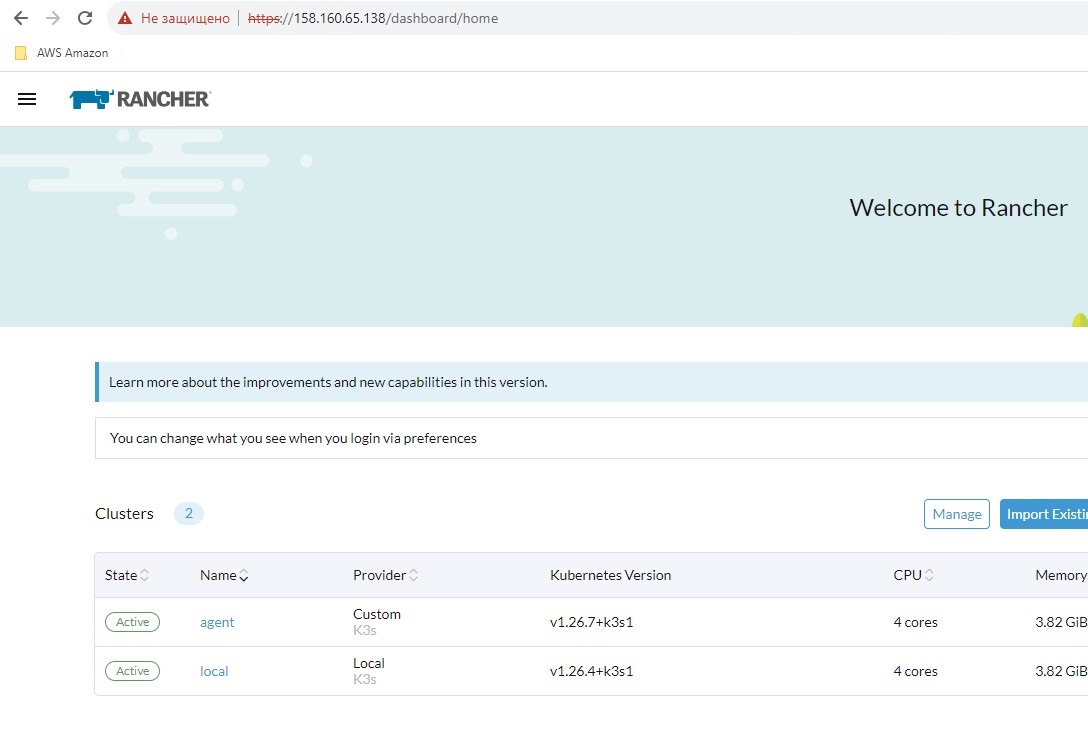 Не защищено https://158.160.65.138/dashboard/home
AWS Amazon
RANCHER
Welcome to Rancher
Learn more about the improvements and new capabilities in this version.
You can change what you see when you login via preferences
Clusters 2 Manage Import Existin
State Name Provider Kubernetes Version CPU Memory
Active agent Custom K3s v1.26.7+k3s1 4 cores 3.82 GiB
Active local Local K3s v1.26.4+k3s1 4 cores 3.82 GiB